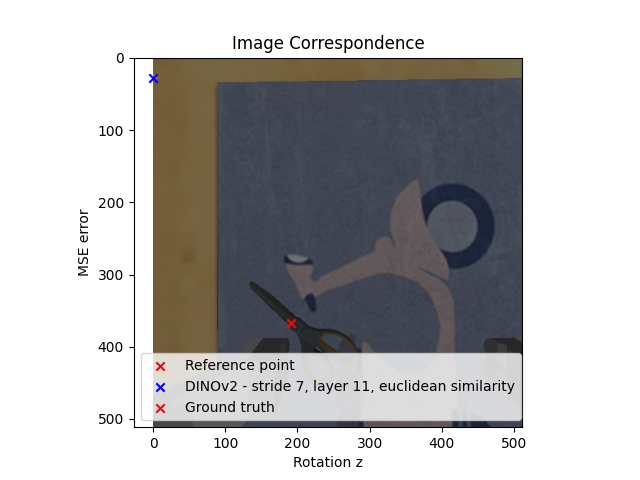 Image Correspondence
0
100
200
300
400
500
MSE error
Reference point
DINOv2 - stride 7, layer 11, euclidean similarity
Ground truth
0 100 200 300 400 500
Rotation z